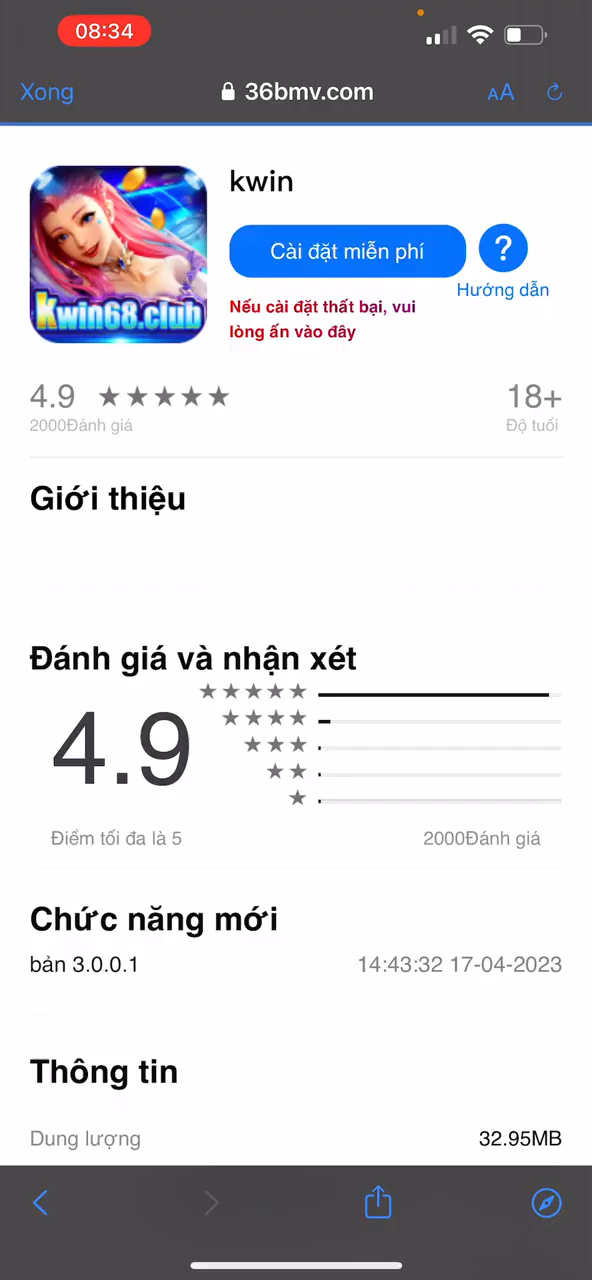 08:34
Xong
36bmv.com
AA
kwin
Kwin68.club
Cài đặt miễn phí
?
Hướng dẫn
Nếu cài đặt thất bại, vui
lòng ấn vào đây
4.9 ★★★★★
18+
2000Đánh giá
Độ tuổi
Giới thiệu
Đánh giá và nhận xét
4.9
★★★★★
★★★★
★★★
★★
★
Điểm tối đa là 5
2000Đánh giá
Chức năng mới
bản 3.0.0.1
14:43:32 17-04-2023
Thông tin
Dung lượng
32.95MB